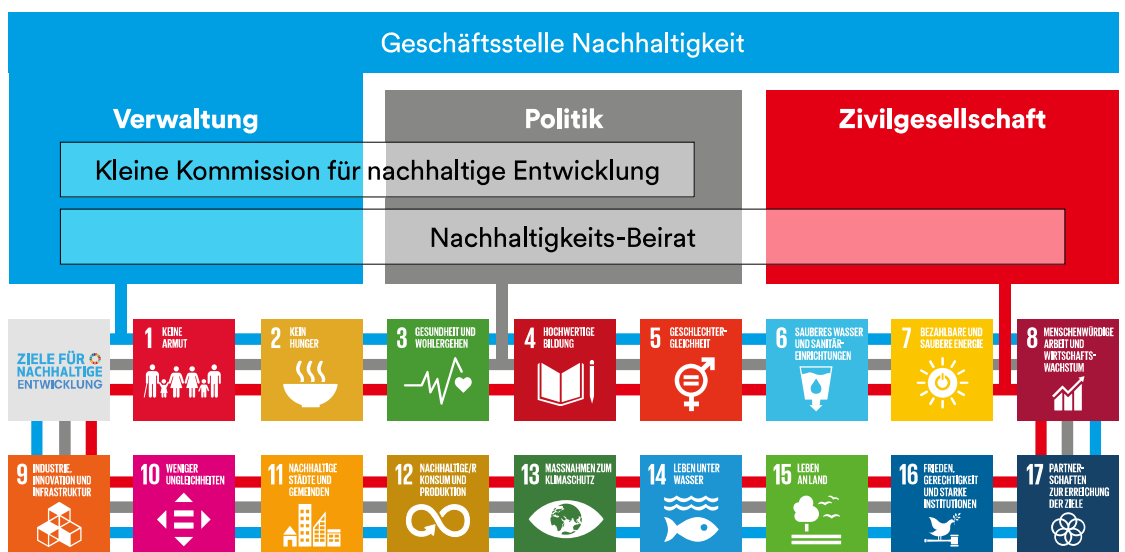 Geschäftsstelle Nachhaltigkeit
Verwaltung
Politik
Zivilgesellschaft
Kleine Kommission für nachhaltige Entwicklung
Nachhaltigkeits-Beirat
ZIELE FÜR
NACHHALTIGE
ENTWICKLUNG
1 KEINE
ARMUT
2 KEIN
HUNGER
3 GESUNDHEIT UND
WOHLERGEHEN
4 HOCHWERTIGE
BILDUNG
5 GESCHLECHTER-
GLEICHHEIT
6 SAUBERES WASSER
UND SANITÄR-
EINRICHTUNGEN
7 BEZAHLBARE UND
SAUBERE ENERGIE
8 MENSCHENWÜRDIGE
ARBEIT UND
WIRTSCHAFTS-
WACHSTUM
9 INDUSTRIE,
INNOVATION UND
INFRASTRUKTUR
10 WENIGER
UNGLEICHHEITEN
11 NACHHALTIGE
STÄDTE UND
GEMEINDEN
12 NACHHALTIGE/R
KONSUM UND
PRODUKTION
13 MASSNAHMEN ZUM
KLIMASCHUTZ
14 LEBEN UNTER
WASSER
15 LEBEN
AN LAND
16 FRIEDEN,
GERECHTIGKEIT
UND STARKE
INSTITUTIONEN
17 PARTNER-
SCHAFTEN
ZUR ERREICHUNG
DER ZIELE